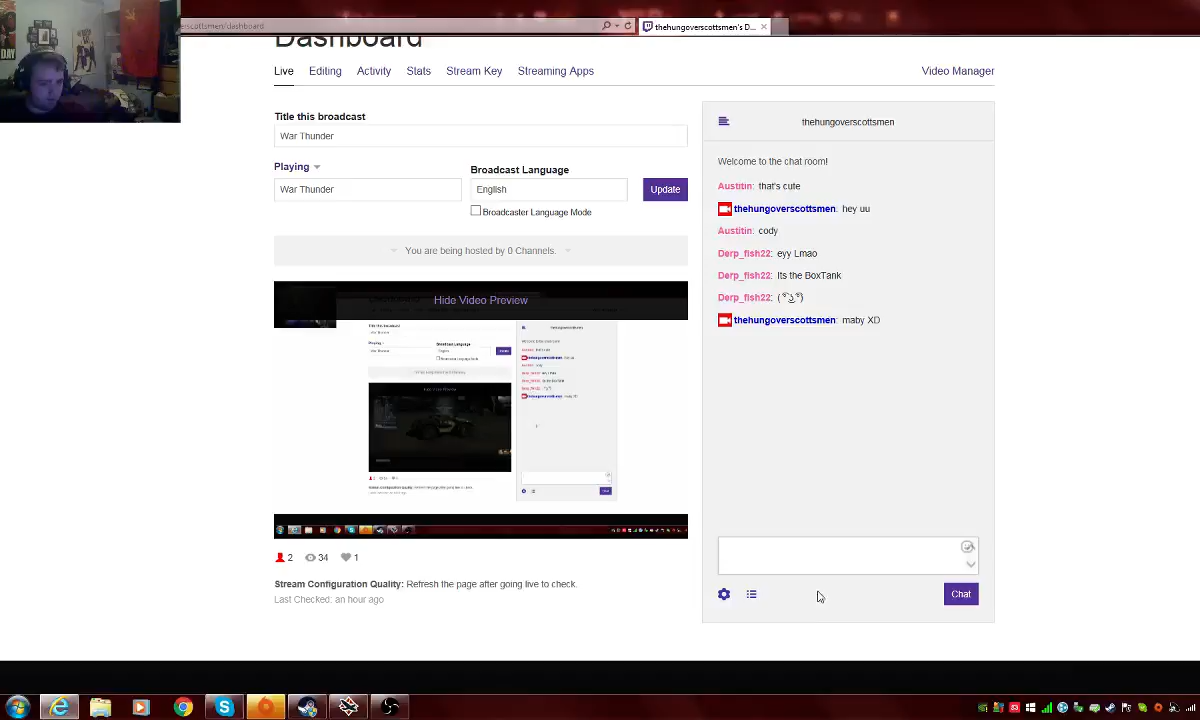 erscottsmen/dashboard
thehungoverscottsmen's D...
Dashboard
Live Editing Activity Stats Stream Key Streaming Apps Video Manager
Title this broadcast
War Thunder
Playing
Broadcast Language
War Thunder
English
Update
Broadcaster Language Mode
You are being hosted by 0 Channels.
Hide Video Preview
2 34 1
Stream Configuration Quality: Refresh the page after going live to check.
Last Checked: an hour ago
thehungoverscottsmen
Welcome to the chat room!
Austitin: that's cute
thehungoverscottsmen: hey uu
Austitin: cody
Derp_fish22: eyy Lmao
Derp_fish22: Its the BoxTank
Derp_fish22: ( ͡° ͜ʖ ͡°)
thehungoverscottsmen: maby XD
Chat